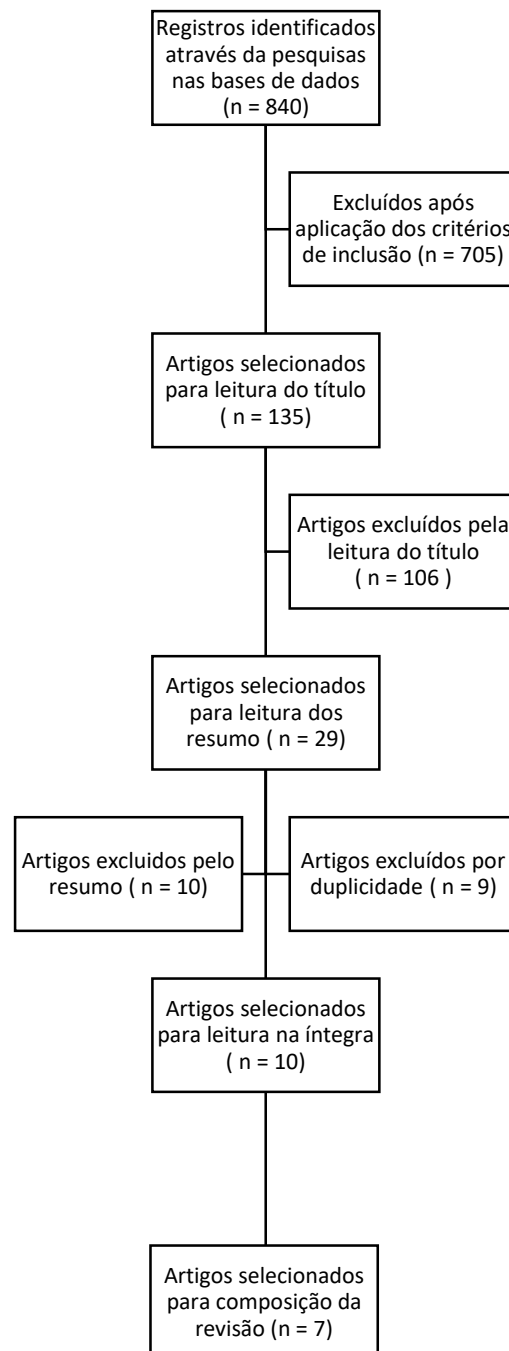 Registros identificados
através da pesquisas
nas bases de dados
(n = 840)
Excluídos após
aplicação dos critérios
de inclusão (n = 705)
Artigos selecionados
para leitura do título
( n = 135)
Artigos excluídos pela
leitura do título
( n = 106 )
Artigos selecionados
para leitura dos
resumo ( n = 29)
Artigos excluidos pelo
resumo ( n = 10)
Artigos excluídos por
duplicidade ( n = 9)
Artigos selecionados
para leitura na íntegra
( n = 10)
Artigos selecionados
para composição da
revisão (n = 7)